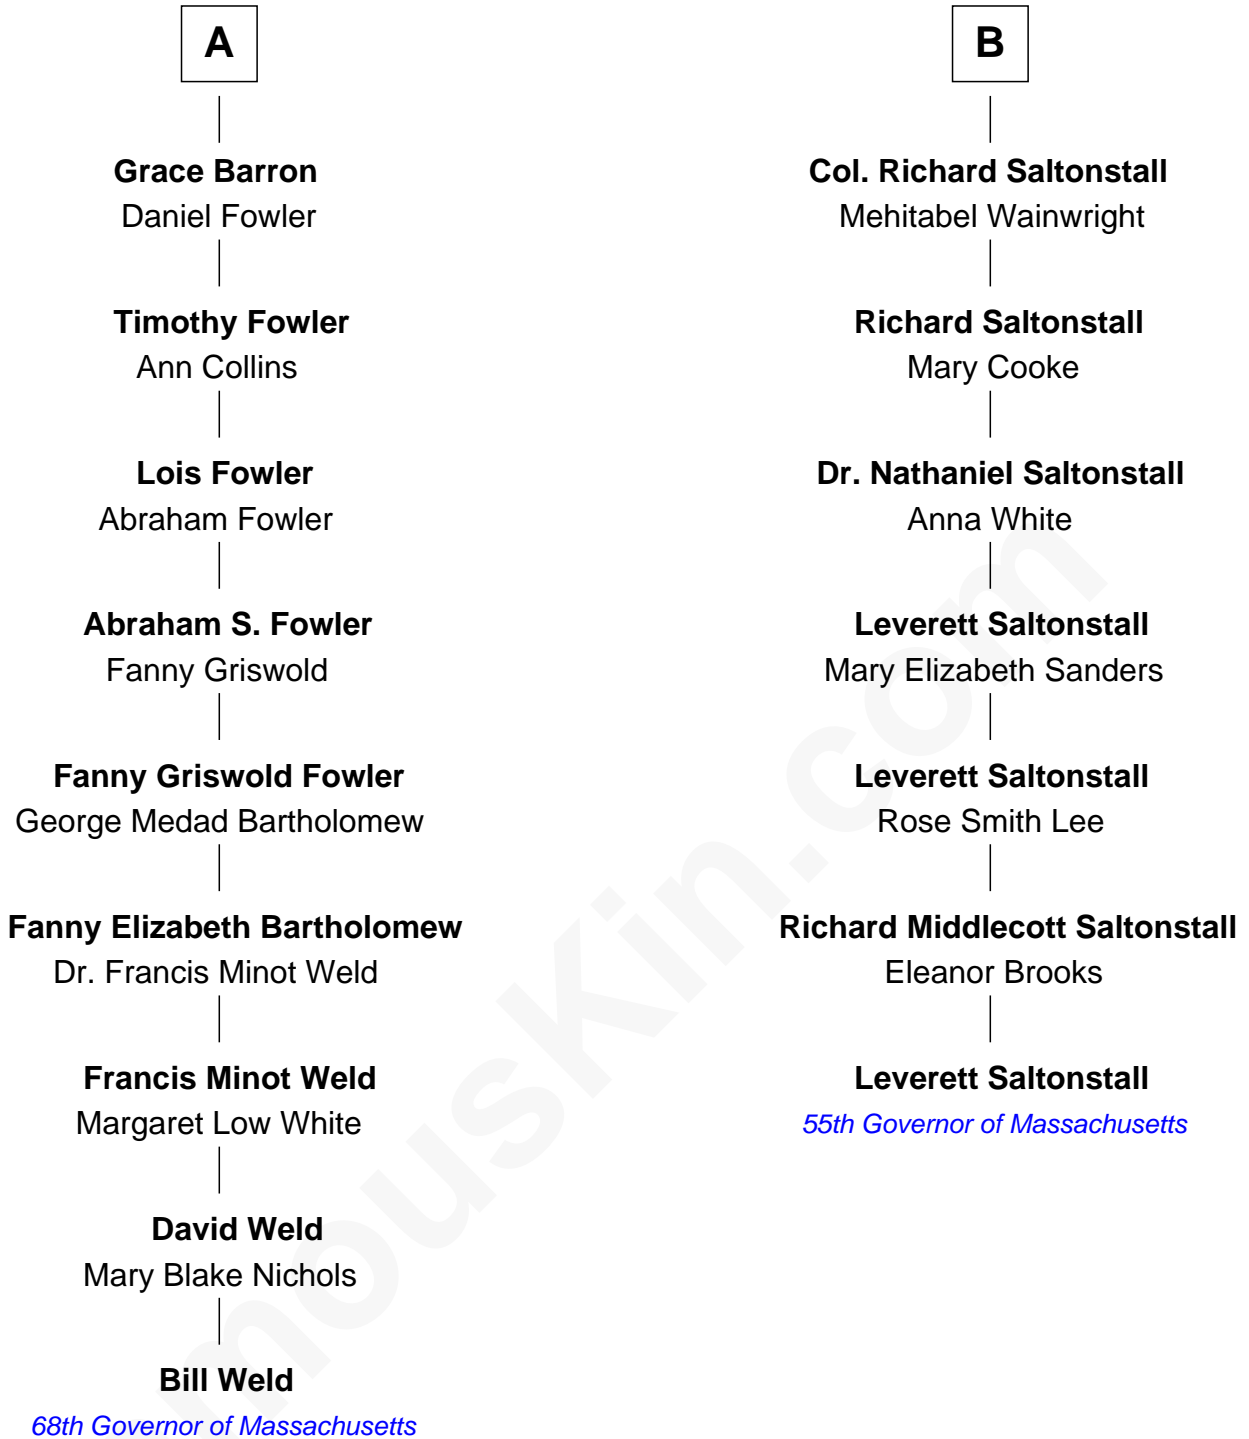 A
Grace Barron
Daniel Fowler
Timothy Fowler
Ann Collins
Lois Fowler
Abraham Fowler
Abraham S. Fowler
Fanny Griswold
Fanny Griswold Fowler
George Medad Bartholomew
Fanny Elizabeth Bartholomew
Dr. Francis Minot Weld
Francis Minot Weld
Margaret Low White
David Weld
Mary Blake Nichols
Bill Weld
68th Governor of Massachusetts
B
Col. Richard Saltonstall
Mehitabel Wainwright
Richard Saltonstall
Mary Cooke
Dr. Nathaniel Saltonstall
Anna White
Leverett Saltonstall
Mary Elizabeth Sanders
Leverett Saltonstall
Rose Smith Lee
Richard Middlecott Saltonstall
Eleanor Brooks
Leverett Saltonstall
55th Governor of Massachusetts
mousKin.com